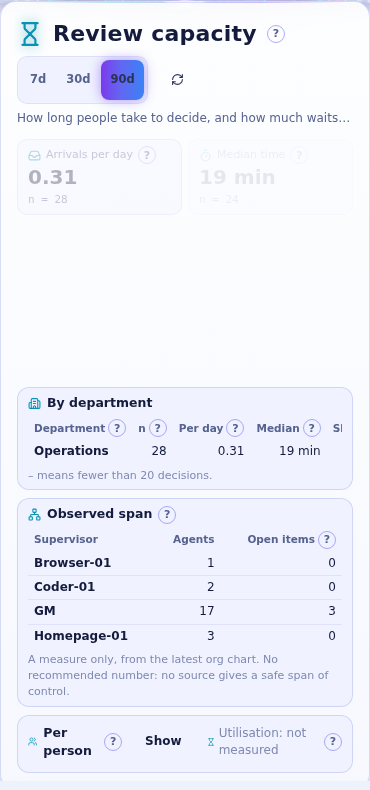 Review capacity ?
7d 30d 90d
How long people take to decide, and how much waits...
Arrivals per day ? Median time ?
0.31 19 min
n = 28 n = 24
By department
Department ? n ? Per day ? Median ?
Operations 28 0.31 19 min
– means fewer than 20 decisions.
Observed span ?
Supervisor Agents Open items ?
Browser-01 1 0
Coder-01 2 0
GM 17 3
Homepage-01 3 0
A measure only, from the latest org chart. No
recommended number: no source gives a safe span of
control.
Per person ? Show Utilisation: not measured ?